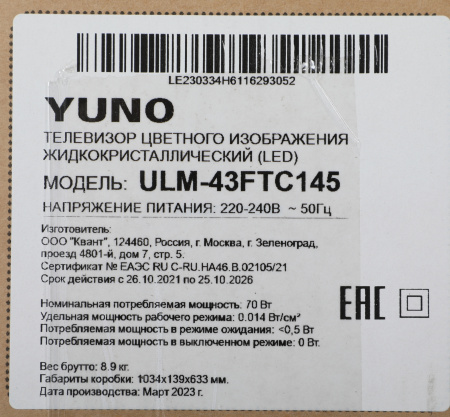 LE230334H6116293052
YUNO
ТЕЛЕВИЗОР ЦВЕТНОГО ИЗОБРАЖЕНИЯ
ЖИДКОКРИСТАЛЛИЧЕСКИЙ (LED)
МОДЕЛЬ: ULM-43FTC145
НАПРЯЖЕНИЕ ПИТАНИЯ: 220-240В ~ 50Гц
Изготовитель:
ООО "Квант", 124460, Россия, г. Москва, г. Зеленоград,
проезд 4801-й, дом 7, стр. 5.
Сертификат № ЕАЭС RU C-RU.HA46.B.02105/21
Срок действия с 26.10.2021 по 25.10.2026
Номинальная потребляемая мощность: 70 Вт
Удельная мощность рабочего режима: 0.014 Вт/см²
Потребляемая мощность в режиме ожидания: <0,5 Вт
Потребляемая мощность в выключенном режиме: 0 Вт.
EAC
Вес брутто: 8.9 кг.
Габариты коробки: 1034x139x633 мм.
Дата производства: Март 2023 г.